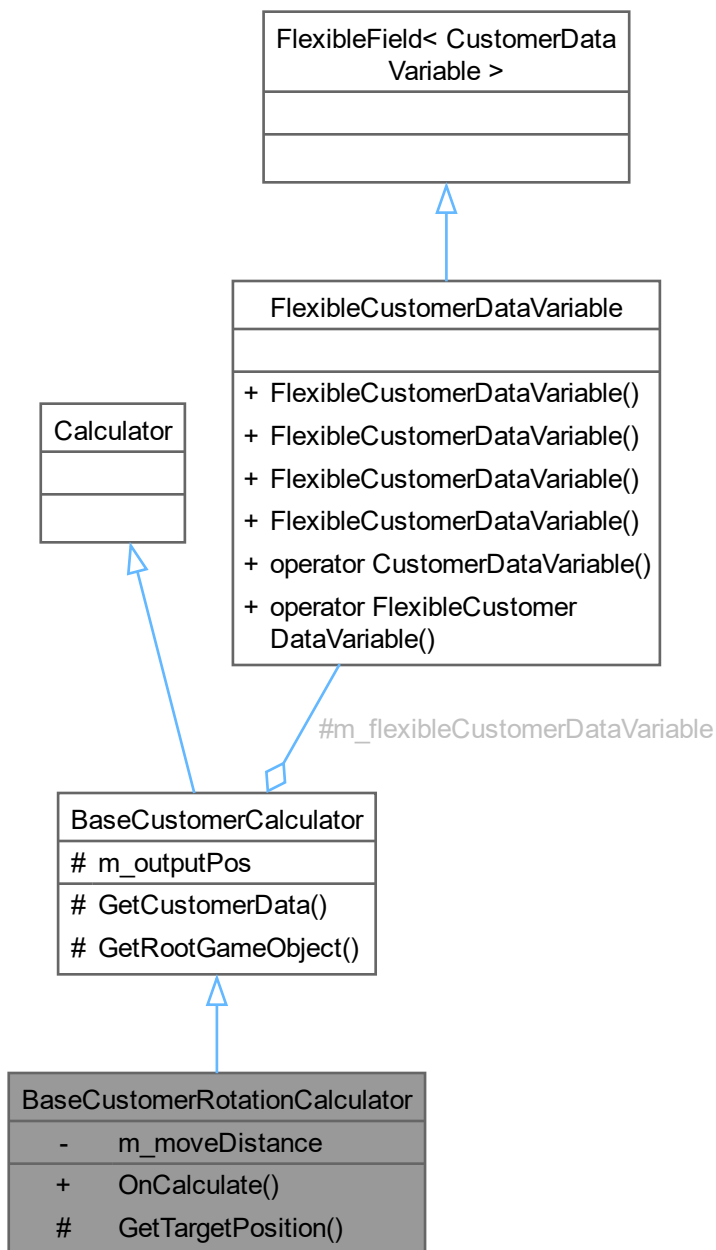 FlexibleField< CustomerData
Variable >
FlexibleCustomerDataVariable
+ FlexibleCustomerDataVariable()
+ FlexibleCustomerDataVariable()
+ FlexibleCustomerDataVariable()
+ FlexibleCustomerDataVariable()
+ operator CustomerDataVariable()
+ operator FlexibleCustomer
DataVariable()
Calculator
#m_flexibleCustomerDataVariable
BaseCustomerCalculator
# m_outputPos
# GetCustomerData()
# GetRootGameObject()
BaseCustomerRotationCalculator
- m_moveDistance
+ OnCalculate()
# GetTargetPosition()